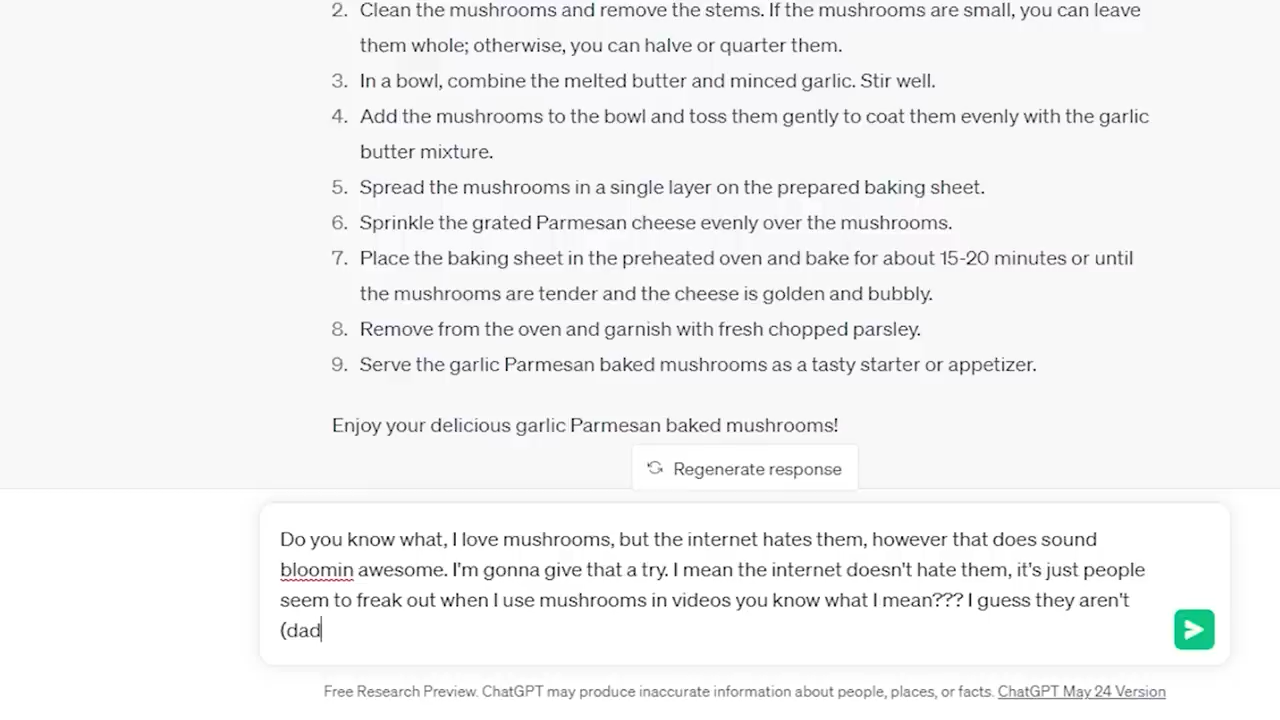 2. Clean the mushrooms and remove the stems. If the mushrooms are small, you can leave
them whole; otherwise, you can halve or quarter them.
3. In a bowl, combine the melted butter and minced garlic. Stir well.
4. Add the mushrooms to the bowl and toss them gently to coat them evenly with the garlic
butter mixture.
5. Spread the mushrooms in a single layer on the prepared baking sheet.
6. Sprinkle the grated Parmesan cheese evenly over the mushrooms.
7. Place the baking sheet in the preheated oven and bake for about 15-20 minutes or until
the mushrooms are tender and the cheese is golden and bubbly.
8. Remove from the oven and garnish with fresh chopped parsley.
9. Serve the garlic Parmesan baked mushrooms as a tasty starter or appetizer.
Enjoy your delicious garlic Parmesan baked mushrooms!
Regenerate response
Do you know what, I love mushrooms, but the internet hates them, however that does sound
bloomin awesome. I'm gonna give that a try. I mean the internet doesn't hate them, it's just people
seem to freak out when I use mushrooms in videos you know what I mean??? I guess they aren't
(dad
Free Research Preview. ChatGPT may produce inaccurate information about people, places, or facts. ChatGPT May 24 Version